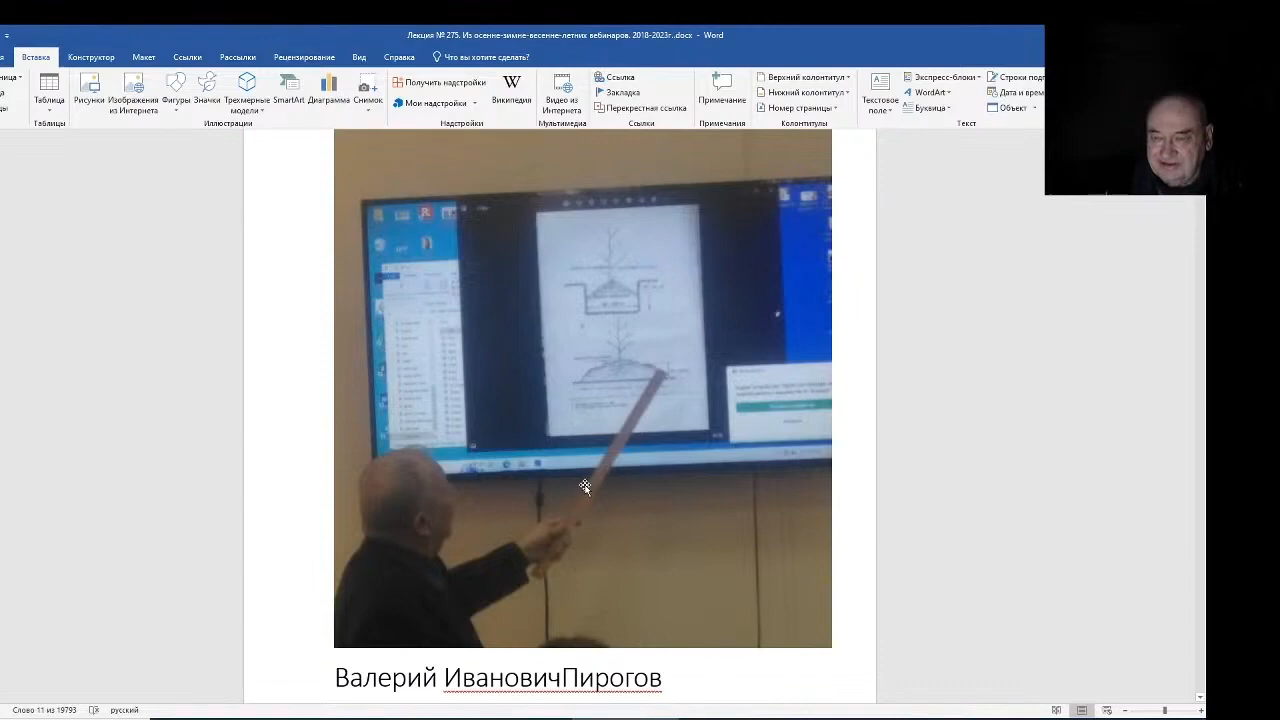 Лекция № 275. Из осенне-зимне-весенне-летних вебинаров. 2018-2023г..docx - Word
Вставка Конструктор Макет Ссылки Рассылки Рецензирование Вид Справка Что вы хотите сделать?
Таблица
Таблицы
Рисунки
Изображения из Интернета
Фигуры
Значки
Трехмерные модели
SmartArt
Диаграмма
Снимок
Иллюстрации
Получить надстройки
Мои надстройки
Википедия
Надстройки
Видео из Интернета
Мультимедиа
Ссылка
Закладка
Перекрестная ссылка
Ссылки
Примечание
Примечания
Верхний колонтитул
Нижний колонтитул
Номер страницы
Колонтитулы
Текстовое поле
Экспресс-блоки
WordArt
Буквица
Строки под
Дата и врем
Объект
Текст
Валерий ИвановичПирогов
Слово 11 из 19793 русский